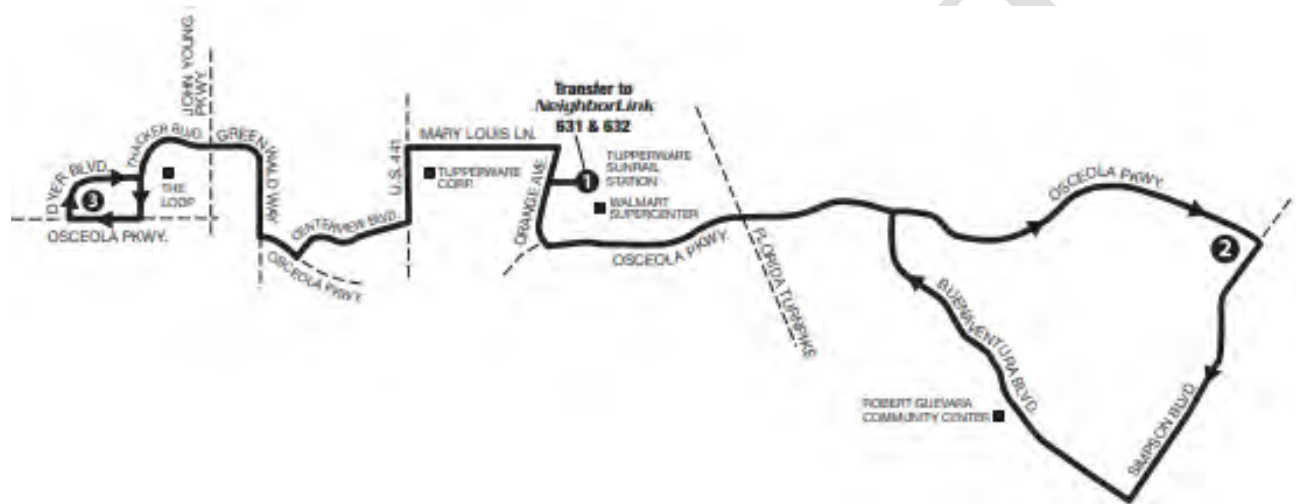 JOHN YOUNG
PKWY.
THACKER BLVD.
GREENWALD WAY
DYER BLVD.
3
THE
LOOP
OSCEOLA PKWY.
CENTERVIEW BLVD.
OSCEOLA PKWY.
U.S. 441
MARY LOUIS LN.
TUPPERWARE
CORP.
Transfer to
NeighborLink
631 & 632
1
TUPPERWARE
SUNRAIL
STATION
WALMART
SUPERCENTER
ORANGE AVE.
OSCEOLA PKWY.
FLORIDA TURNPIKE
OSCEOLA PKWY.
2
BUENAVENTURA BLVD.
ROBERT GUEVARA
COMMUNITY CENTER
SIMPSON BLVD.